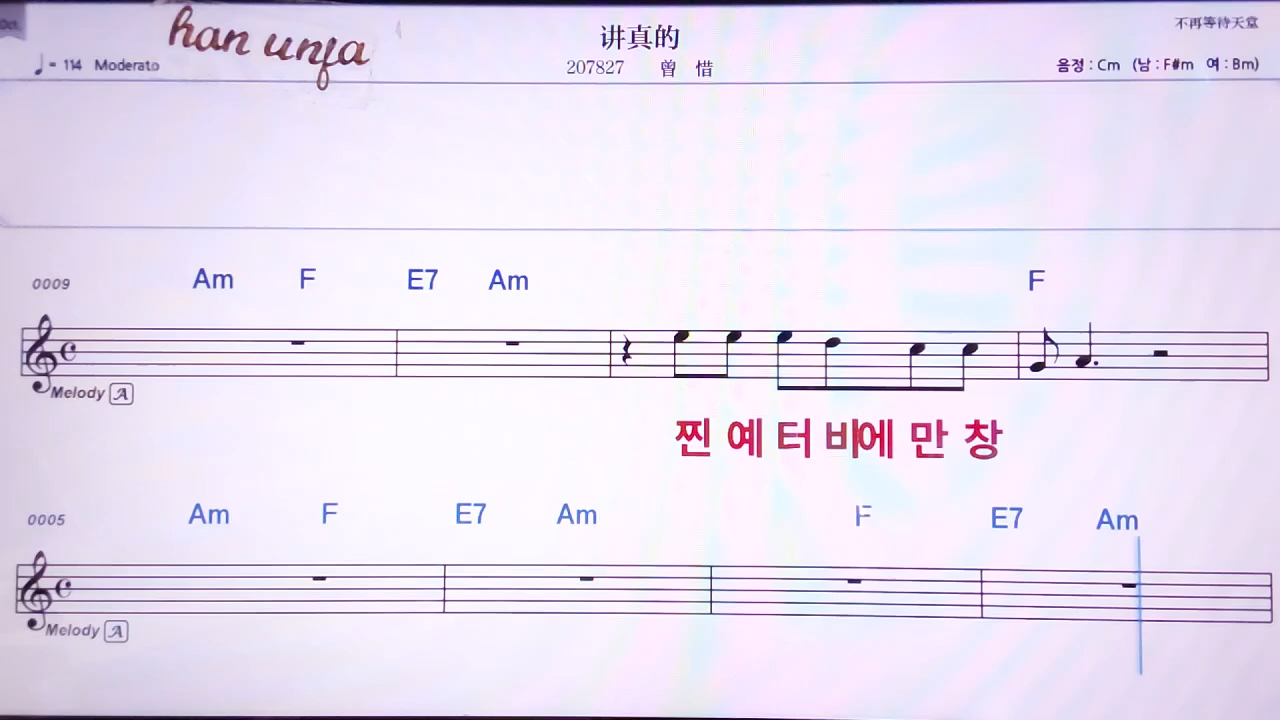 han unfa
讲真的
不再等待天堂
♩= 114 Moderato
207827 曾 惜
음정 : Cm (남 : F#m 여 : Bm)
0009 Am F E7 Am F
Melody A
찐 예 터 비에 만 창
0005 Am F E7 Am F E7 Am
Melody A